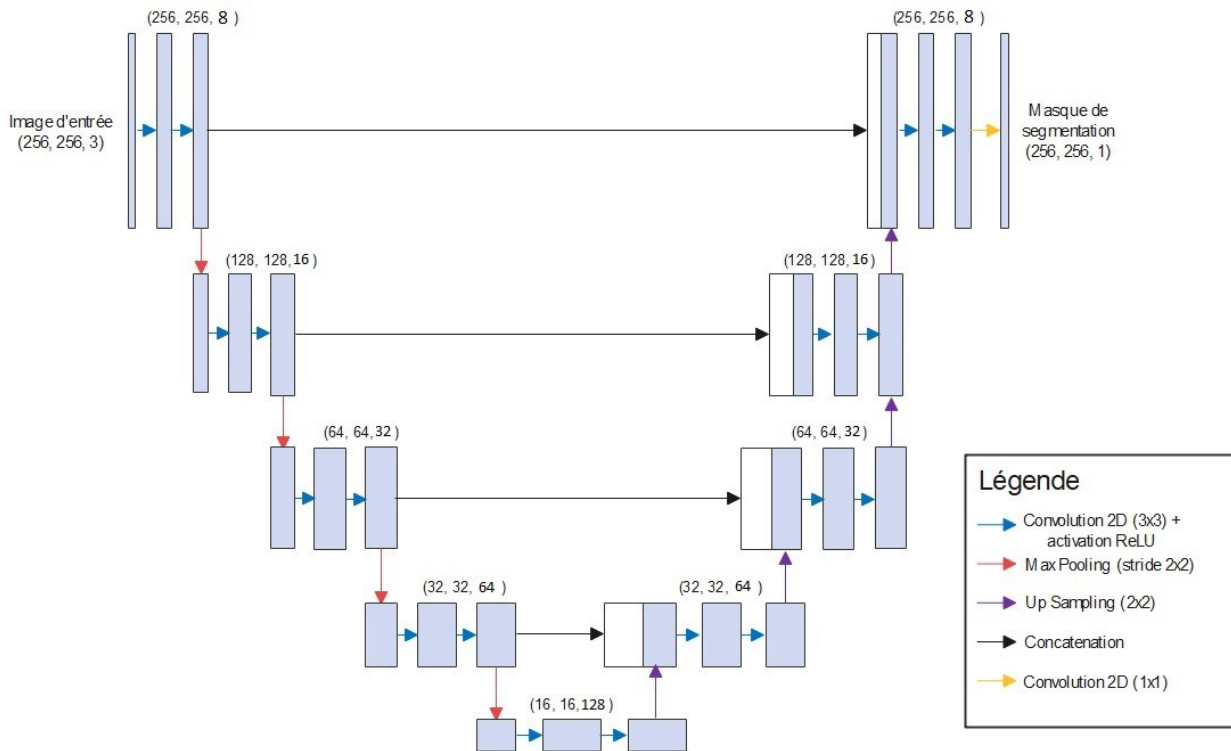 (256, 256, 8 )
(256, 256, 8 )
Image d'entrée
(256, 256, 3)
Masque de
segmentation
(256, 256, 1)
(128, 128,16 )
(128, 128,16 )
(64, 64,32 )
(64, 64,32 )
(32, 32, 64 )
(32, 32, 64 )
(16, 16,128 )
Légende
Convolution 2D (3x3) +
activation ReLU
Max Pooling (stride 2x2)
Up Sampling (2x2)
Concatenation
Convolution 2D (1x1)